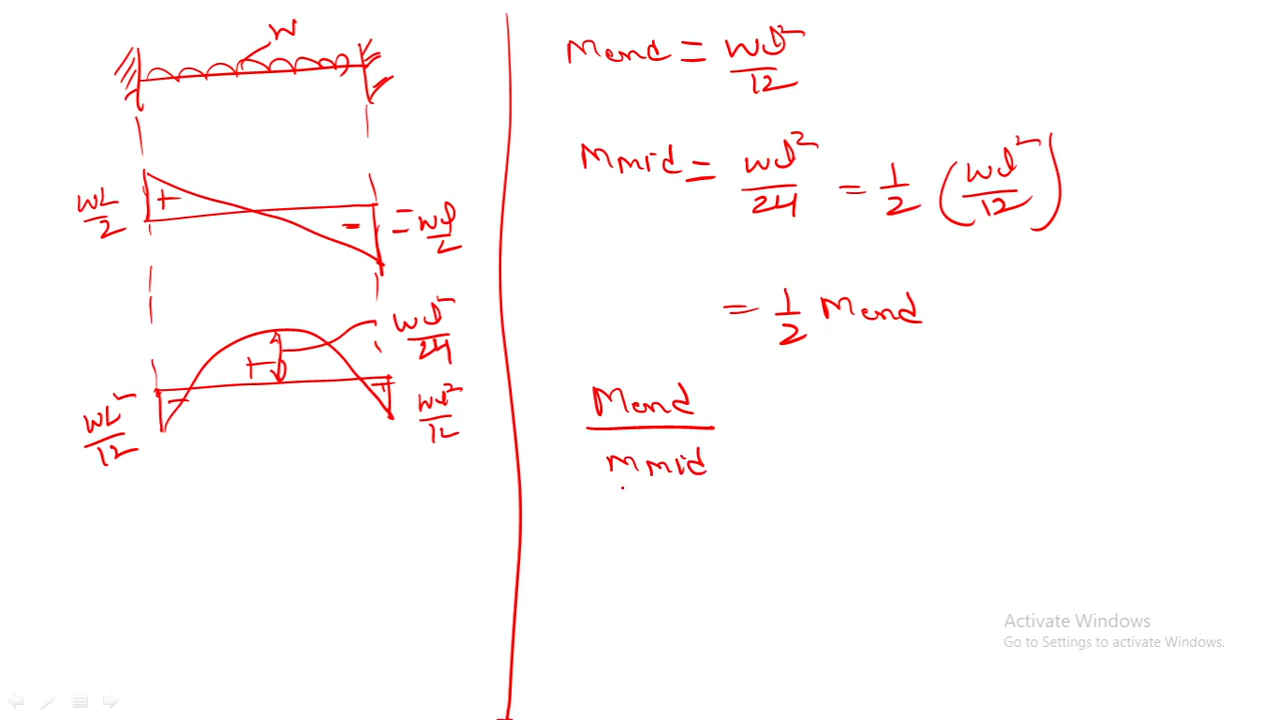 W
WL/2
+
-
= Wl/2
Wl²/24
+
-
-
WL²/12
Wl²/12
Mend = Wl²/12
Mmid = Wl²/24 = 1/2 (Wl²/12)
= 1/2 Mend
Mend/Mmid
Activate Windows
Go to Settings to activate Windows.